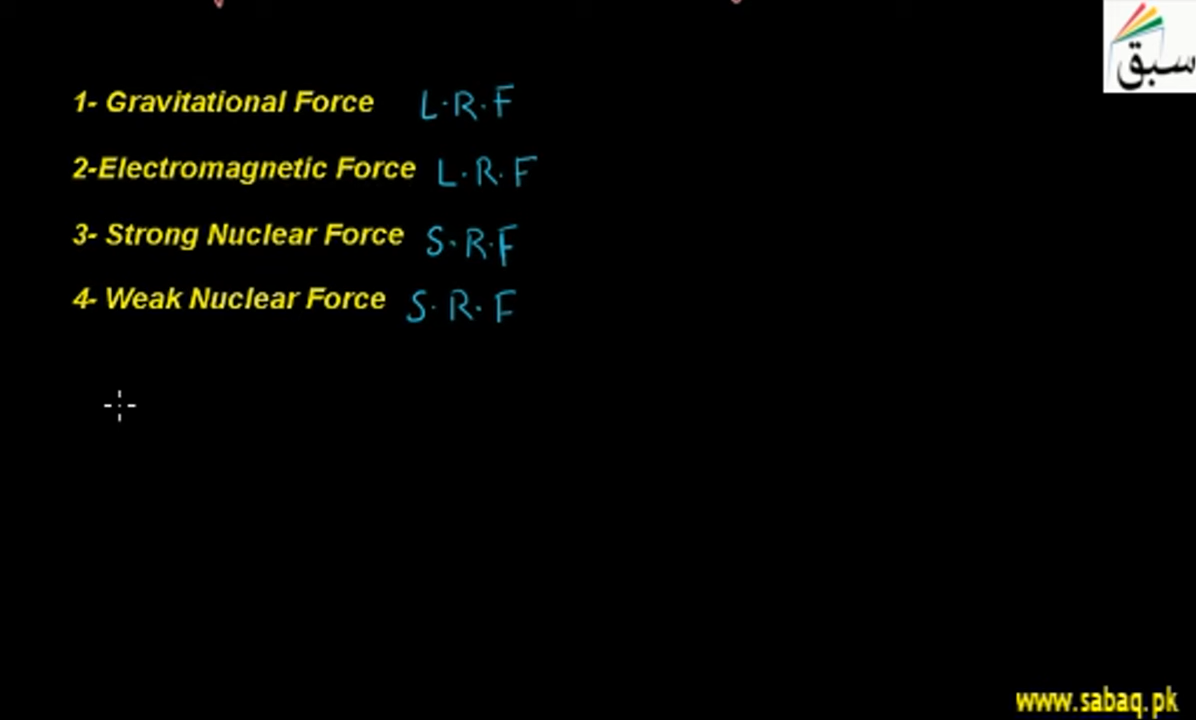 سبق
1- Gravitational Force L.R.F
2-Electromagnetic Force L.R.F
3- Strong Nuclear Force S.R.F
4- Weak Nuclear Force S.R.F
www.sabaq.pk